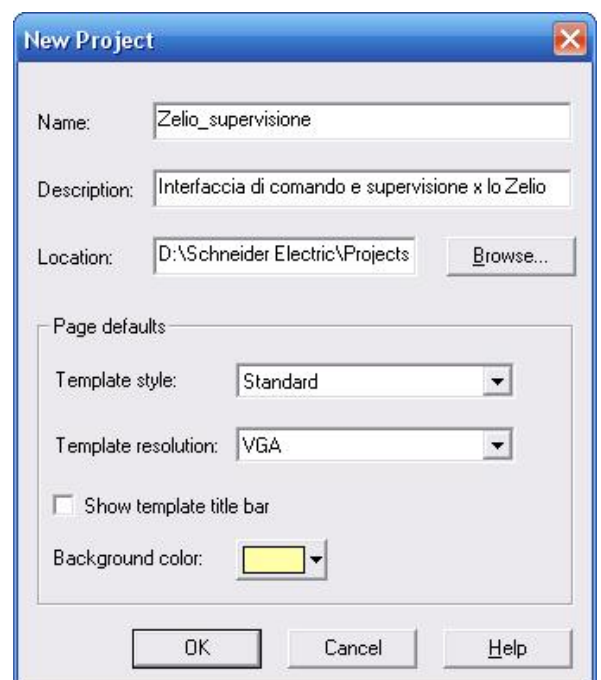 New Project
Name: Zelio_supervisione
Description: Interfaccia di comando e supervisione x lo Zelio
Location: D:\Schneider Electric\Projects Browse...
Page defaults
Template style: Standard
Template resolution: VGA
Show template title bar
Background color:
OK Cancel Help